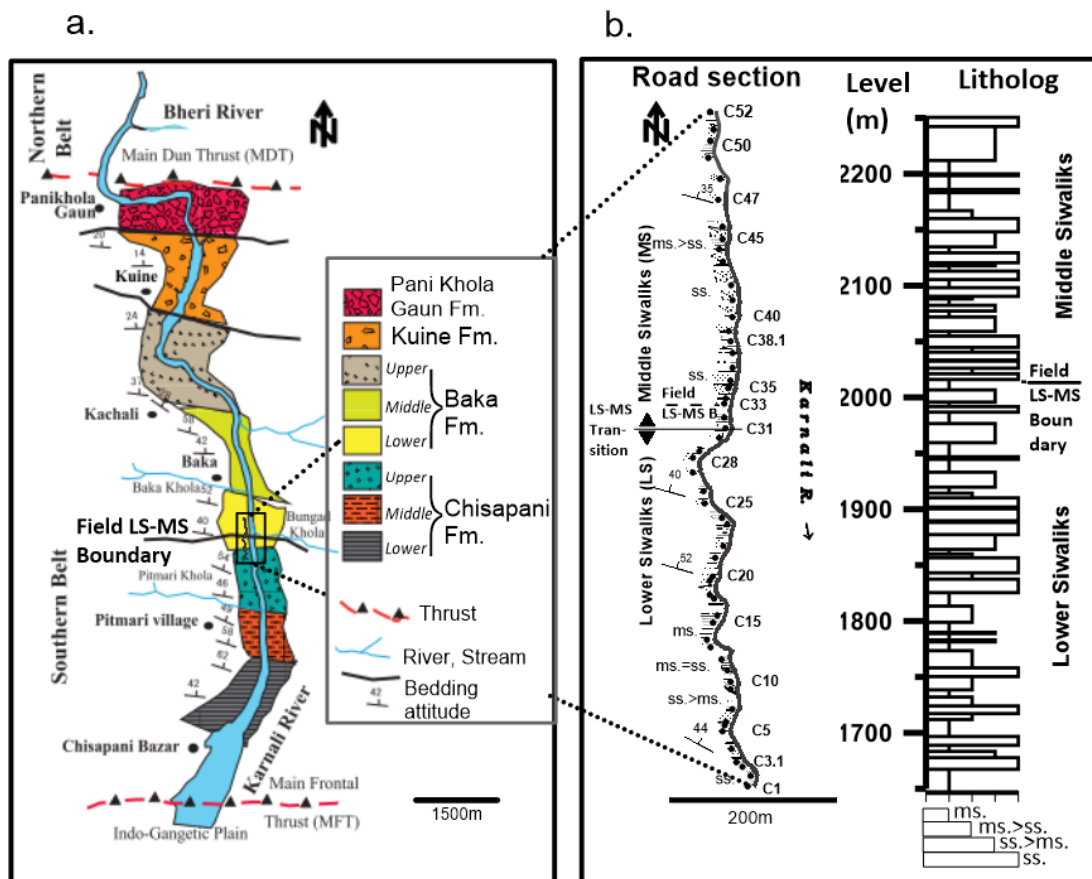 a.
Northern
Belt
Bheri River
N
Main Dun Thrust (MDT)
Panikhola
Gaun
20
14
Kuine
24
37
Kachali
58
42
Baka
Baka Khola
52
40
Bungad
Khola
Field LS-MS
Boundary
54
Pitmari Khola
46
49
Pitmari village
58
62
42
Southern Belt
Chisapani Bazar
Karnali River
Main Frontal
Thrust (MFT)
Indo-Gangetic Plain
1500m
Pani Khola
Gaun Fm.
Kuine Fm.
Upper
Middle
Lower
Baka
Fm.
Upper
Middle
Lower
Chisapani
Fm.
Thrust
River, Stream
Bedding
42
attitude
b.
Road section
N
C52
C50
35
C47
ms.>ss.
C45
ss.
C40
C38.1
ss.
C35
C33
C31
C28
40
C25
52
C20
C15
ms.
ms.=ss.
C10
ss.>ms.
C5
44
C3.1
ss.
C1
Middle Siwaliks (MS)
Field
LS-MS B
LS-MS
Tran-
sition
Lower Siwaliks (LS)
Karnali R.
200m
Level
(m)
2200
2100
2000
1900
1800
1700
Litholog
Middle Siwaliks
Field
LS-MS
Boun
dary
Lower Siwaliks
ms.
ms.>ss.
ss.>ms.
ss.